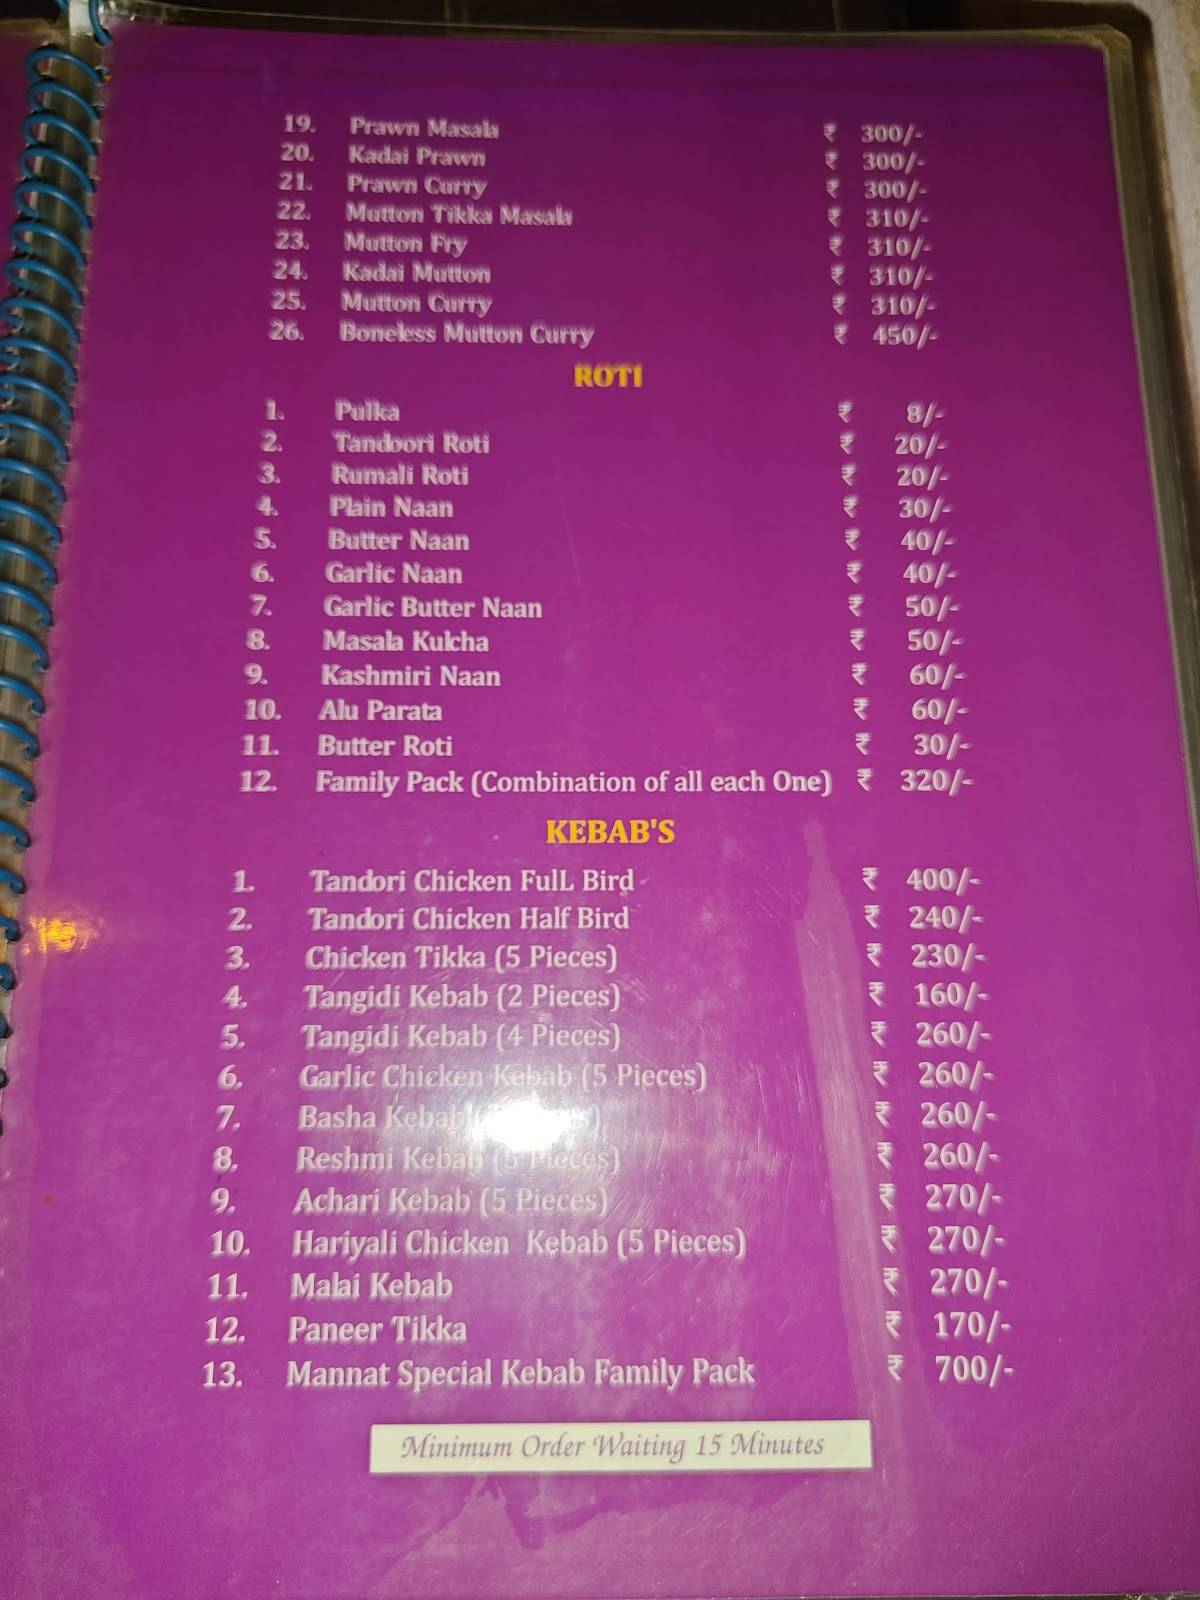 19. Prawn Masala ₹ 300/-
20. Kadai Prawn ₹ 300/-
21. Prawn Curry ₹ 300/-
22. Mutton Tikka Masala ₹ 310/-
23. Mutton Fry ₹ 310/-
24. Kadai Mutton ₹ 310/-
25. Mutton Curry ₹ 310/-
26. Boneless Mutton Curry ₹ 450/-
ROTI
1. Pulka ₹ 8/-
2. Tandoori Roti ₹ 20/-
3. Rumali Roti ₹ 20/-
4. Plain Naan ₹ 30/-
5. Butter Naan ₹ 40/-
6. Garlic Naan ₹ 40/-
7. Garlic Butter Naan ₹ 50/-
8. Masala Kulcha ₹ 50/-
9. Kashmiri Naan ₹ 60/-
10. Alu Parata ₹ 60/-
11. Butter Roti ₹ 30/-
12. Family Pack (Combination of all each One) ₹ 320/-
KEBAB'S
1. Tandori Chicken FulL Bird ₹ 400/-
2. Tandori Chicken Half Bird ₹ 240/-
3. Chicken Tikka (5 Pieces) ₹ 230/-
4. Tangidi Kebab (2 Pieces) ₹ 160/-
5. Tangidi Kebab (4 Pieces) ₹ 260/-
6. Garlic Chicken Kebab (5 Pieces) ₹ 260/-
7. Basha Kebab ₹ 260/-
8. Reshmi Kebab (5 Pieces) ₹ 260/-
9. Achari Kebab (5 Pieces) ₹ 270/-
10. Hariyali Chicken Kebab (5 Pieces) ₹ 270/-
11. Malai Kebab ₹ 270/-
12. Paneer Tikka ₹ 170/-
13. Mannat Special Kebab Family Pack ₹ 700/-
Minimum Order Waiting 15 Minutes